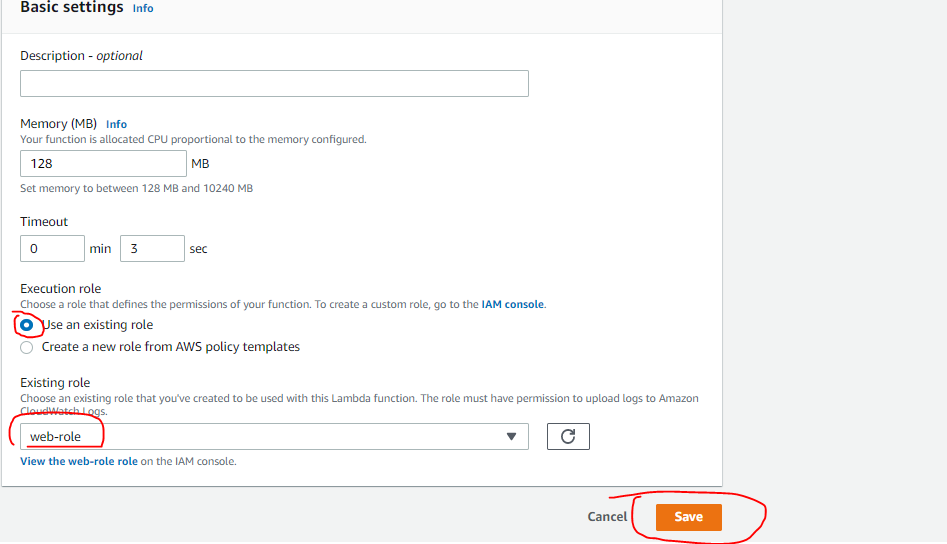 Basic settings Info
Description - optional
Memory (MB) Info
Your function is allocated CPU proportional to the memory configured.
128 MB
Set memory to between 128 MB and 10240 MB
Timeout
0 min 3 sec
Execution role
Choose a role that defines the permissions of your function. To create a custom role, go to the IAM console.
Use an existing role
Create a new role from AWS policy templates
Existing role
Choose an existing role that you've created to be used with this Lambda function. The role must have permission to upload logs to Amazon
CloudWatch Logs.
web-role
View the web-role role on the IAM console.
Cancel Save